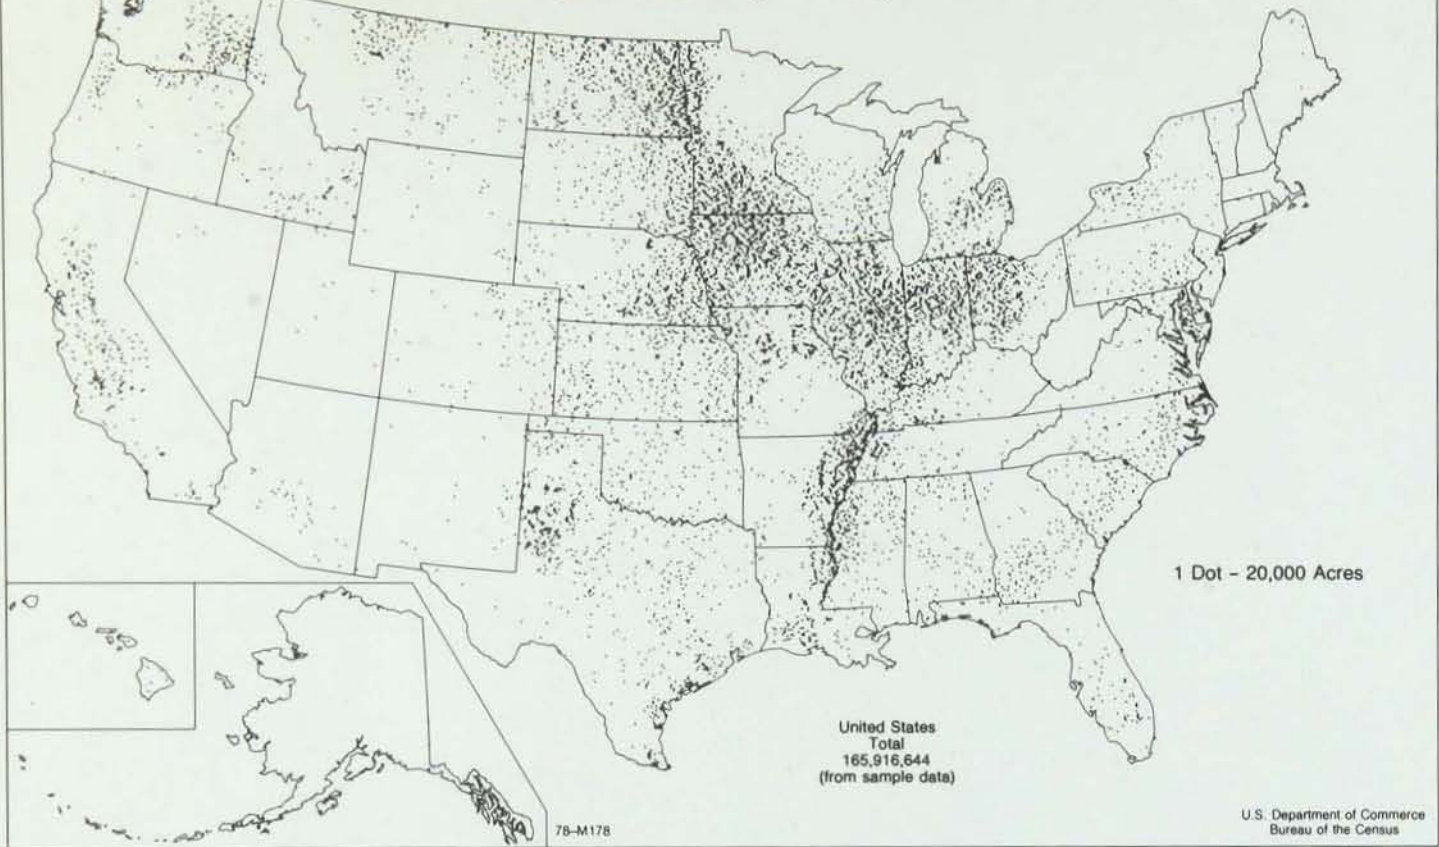 1 Dot – 20,000 Acres
United States
Total
165,916,644
(from sample data)
78–M178
U.S. Department of Commerce
Bureau of the Census